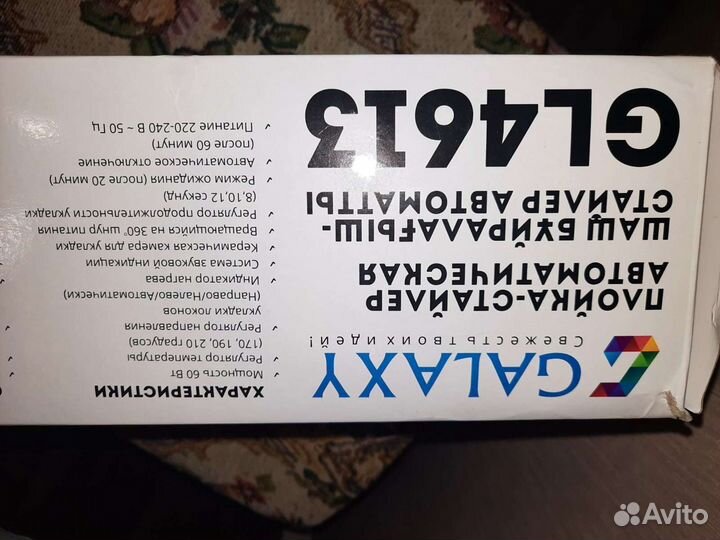 GALAXY
Свежесть твоих идей!
ПЛОЙКА-СТАЙЛЕР
АВТОМАТИЧЕСКАЯ
ШАШ БҰЙРАЛАҒЫШ-
СТАЙЛЕР АВТОМАТТЫ
GL4613
ХАРАКТЕРИСТИКИ
✓ Мощность 60 Вт
✓ Регулятор температуры
(170, 190, 210 градусов)
✓ Регулятор направления
укладки локонов
(Направо/Налево/Автоматически)
✓ Индикатор нагрева
✓ Система звуковой индикации
✓ Керамическая камера для укладки
✓ Вращающийся на 360° шнур питания
✓ Регулятор продолжительности укладки
(8,10,12 секунд)
✓ Режим ожидания (после 20 минут)
✓ Автоматическое отключение
(после 60 минут)
✓ Питание 220-240 В ~ 50 Гц
Avito